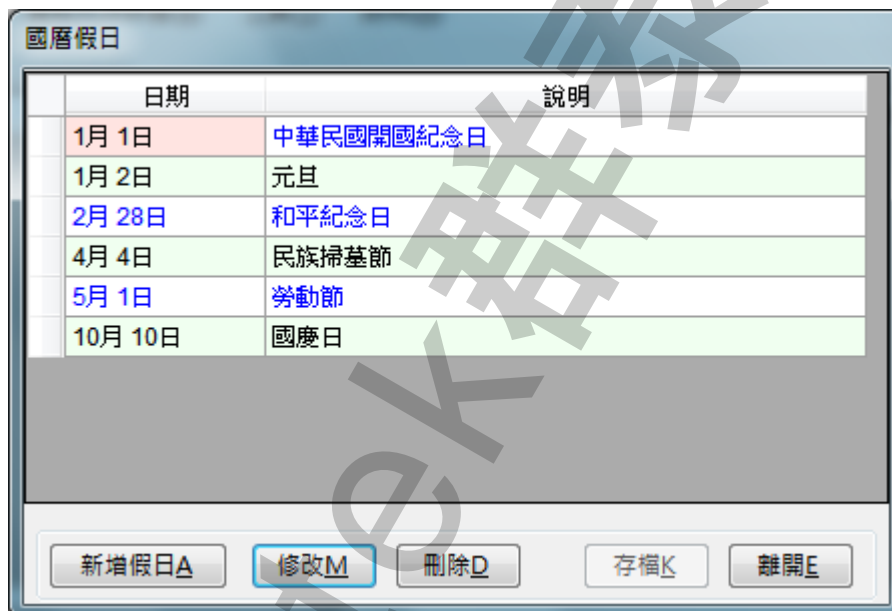 國曆假日
日期 說明
1月 1日 中華民國開國紀念日
1月 2日 元旦
2月 28日 和平紀念日
4月 4日 民族掃墓節
5月 1日 勞動節
10月 10日 國慶日
新增假日A 修改M 刪除D 存檔K 離開E
ek群泰